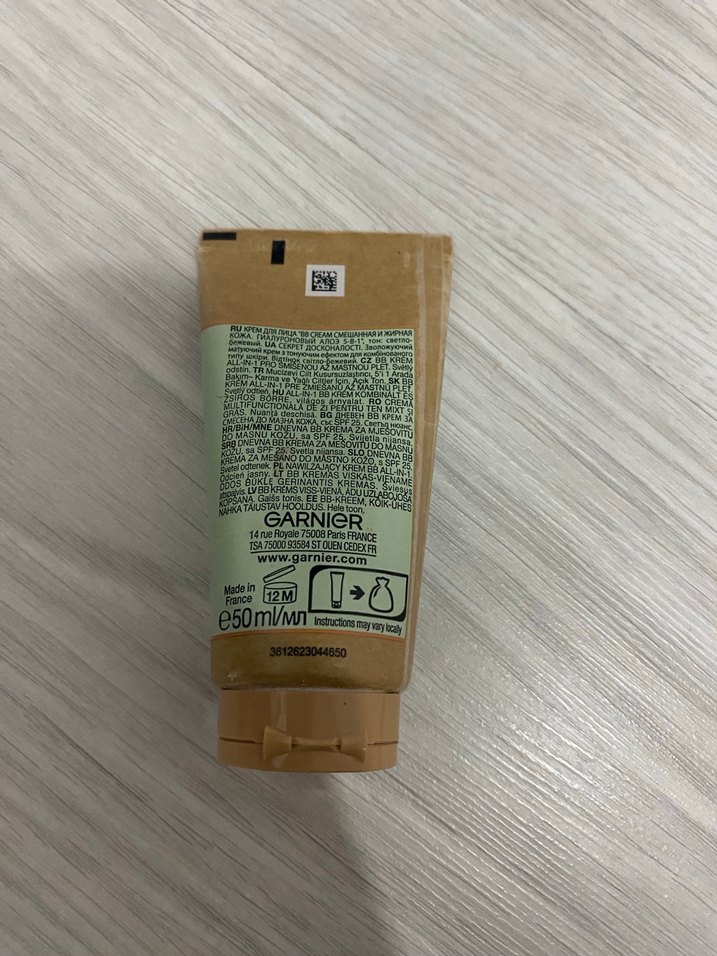 RU КРЕМ ДЛЯ ЛИЦА "BB CREAM СМЕШАННАЯ И ЖИРНАЯ
КОЖА. ГИАЛУРОНОВЫЙ АЛОЭ 5-В-1", тон: светло-
бежевый. UA СЕКРЕТ ДОСКОНАЛОСТІ. Зволожуючий
матуючий крем з тонуючим ефектом для комбінованого
типу шкіри. Відтінок світло-бежевий. CZ BB KRÉM
ALL-IN-1 PRO SMÍŠENOU AŽ MASTNOU PLEŤ. Světlý
odstín. TR Mucizevi Cilt Kusursuzlaştırıcı, 5'i 1 Arada
Bakım– Karma ve Yağlı Ciltler İçin, Açık Ton. SK BB
KRÉM ALL-IN-1 PRE ZMIEŠANÚ AŽ MASTNÚ PLEŤ.
Svetlý odtieň. HU ALL-IN-1 BB KRÉM KOMBINÁLT ÉS
ZSÍROS BŐRRE, világos árnyalat. RO CREMĂ
MULTIFUNCȚIONALĂ DE ZI PENTRU TEN MIXT ȘI
GRAS. Nuanță deschisă. BG ДНЕВЕН BB КРЕМ ЗА
СМЕСЕНА ДО МАЗНА КОЖА, със SPF 25. Светъл нюанс.
HR/BIH/MNE DNEVNA BB KREMA ZA MJEŠOVITU
DO MASNU KOŽU, sa SPF 25. Svijetla nijansa.
SRB DNEVNA BB KREMA ZA MEŠOVITU DO MASNU
KOŽU, sa SPF 25. Svetla nijansa. SLO DNEVNA BB
KREMA ZA MEŠANO DO MASTNO KOŽO, s SPF 25.
Svetel odtenek. PL NAWILŻAJĄCY KREM BB ALL-IN-1.
Odcień jasny. LT BB KREMAS VISKAS-VIENAME
ODOS BŪKLĘ GERINANTIS KREMAS. Šviesus
atspalvis. LV BB KRĒMS VISS-VIENĀ, ĀDU UZLABOJOŠA
KOPŠANA. Gaišs tonis. EE BB-KREEM, KÕIK-ÜHES
NAHKA TÄIUSTAV HOOLDUS. Hele toon.
GARNIER
14 rue Royale 75008 Paris FRANCE
TSA 75000 93584 ST OUEN CEDEX FR
www.garnier.com
Made in
France
12 M
℮50 ml/мл
Instructions may vary locally
3612623044650